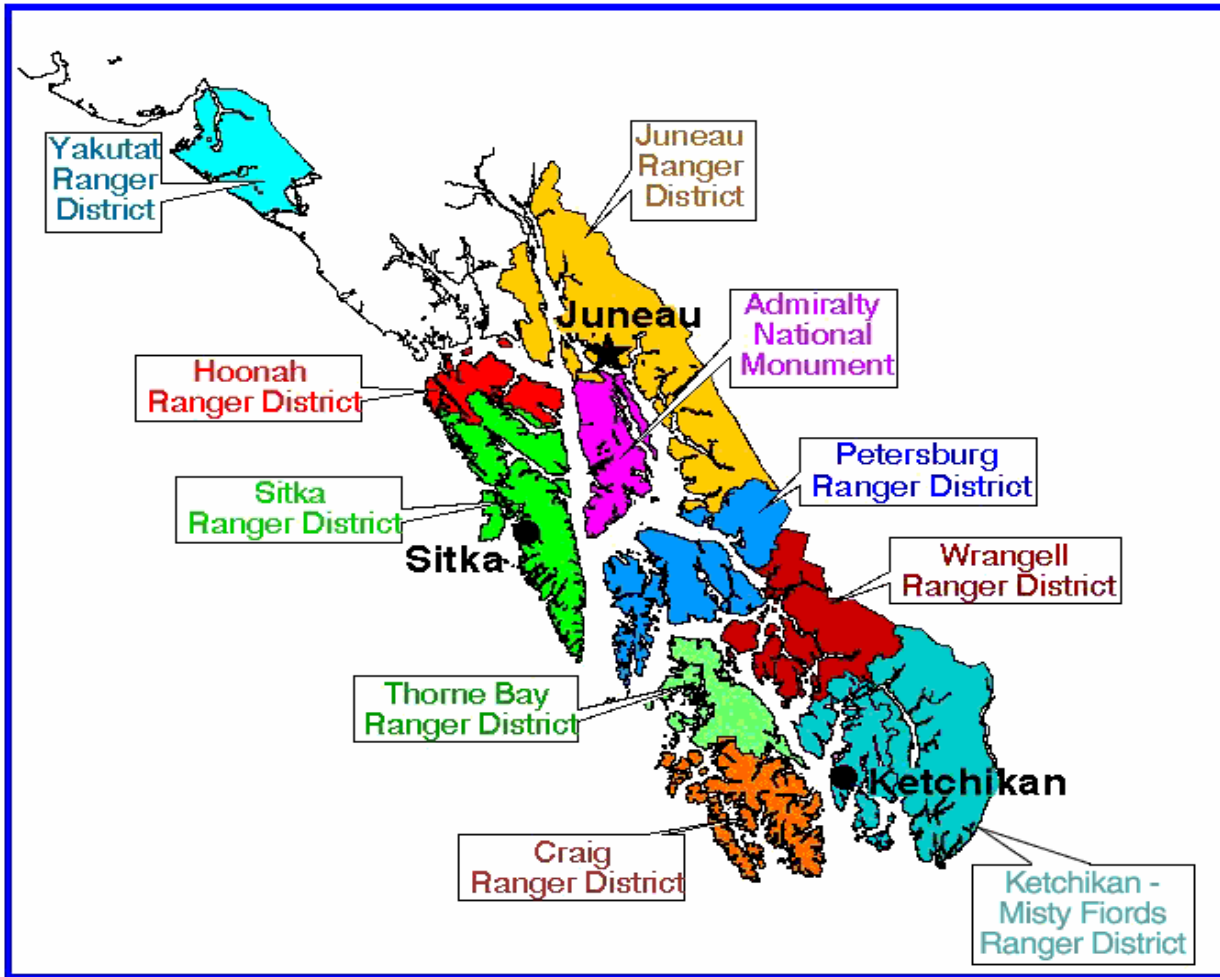 Yakutat
Ranger
District
Juneau
Ranger
District
Juneau
Admiralty
National
Monument
Hoonah
Ranger District
Petersburg
Ranger District
Sitka
Ranger District
Sitka
Wrangell
Ranger District
Thorne Bay
Ranger District
Ketchikan
Craig
Ranger District
Ketchikan -
Misty Fiords
Ranger District